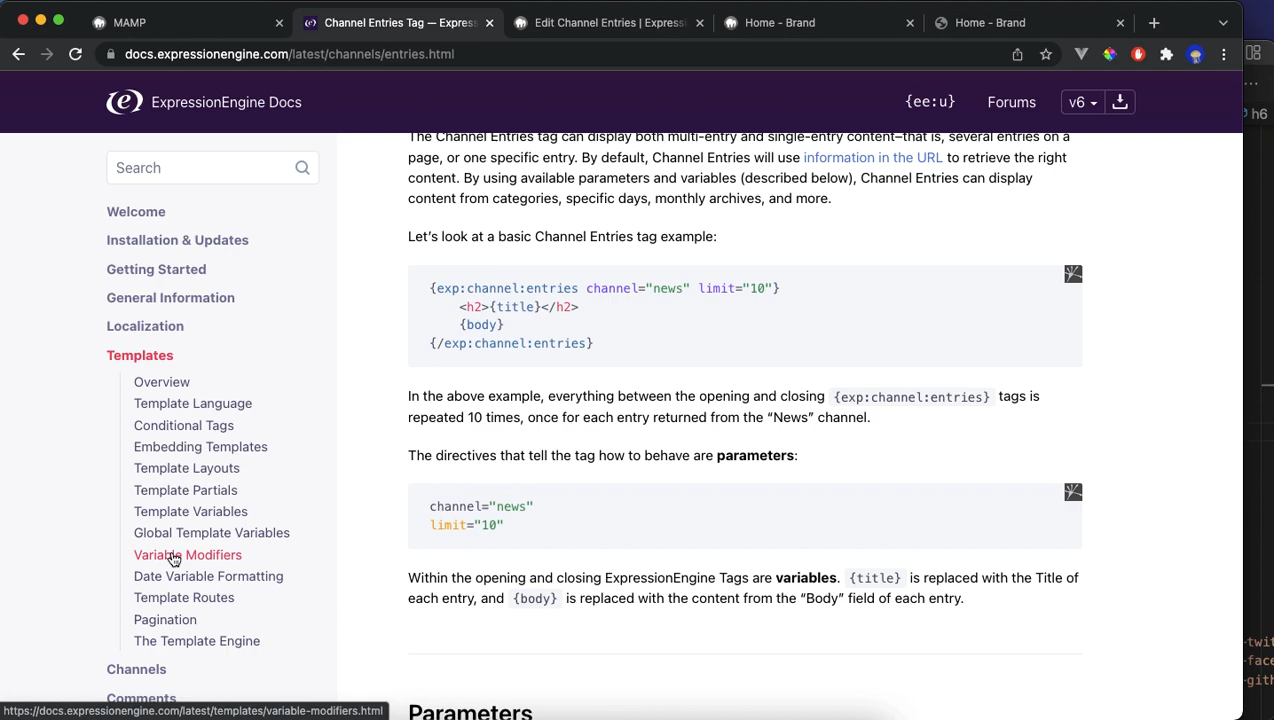 MAMP
Channel Entries Tag — Expres
Edit Channel Entries | Express
Home - Brand
Home - Brand
docs.expressionengine.com/latest/channels/entries.html
ExpressionEngine Docs
{ee:u}
Forums
v6
h6
Search
Welcome
Installation & Updates
Getting Started
General Information
Localization
Templates
Overview
Template Language
Conditional Tags
Embedding Templates
Template Layouts
Template Partials
Template Variables
Global Template Variables
Variable Modifiers
Date Variable Formatting
Template Routes
Pagination
The Template Engine
Channels
Comments
https://docs.expressionengine.com/latest/templates/variable-modifiers.html
The Channel Entries tag can display both multi-entry and single-entry content–that is, several entries on a
page, or one specific entry. By default, Channel Entries will use information in the URL to retrieve the right
content. By using available parameters and variables (described below), Channel Entries can display
content from categories, specific days, monthly archives, and more.
Let's look at a basic Channel Entries tag example:
{exp:channel:entries channel="news" limit="10"}
<h2>{title}</h2>
{body}
{/exp:channel:entries}
In the above example, everything between the opening and closing {exp:channel:entries} tags is
repeated 10 times, once for each entry returned from the “News” channel.
The directives that tell the tag how to behave are parameters:
channel="news"
limit="10"
Within the opening and closing ExpressionEngine Tags are variables. {title} is replaced with the Title of
each entry, and {body} is replaced with the content from the “Body” field of each entry.
Parameters
-twit
-face
-gith